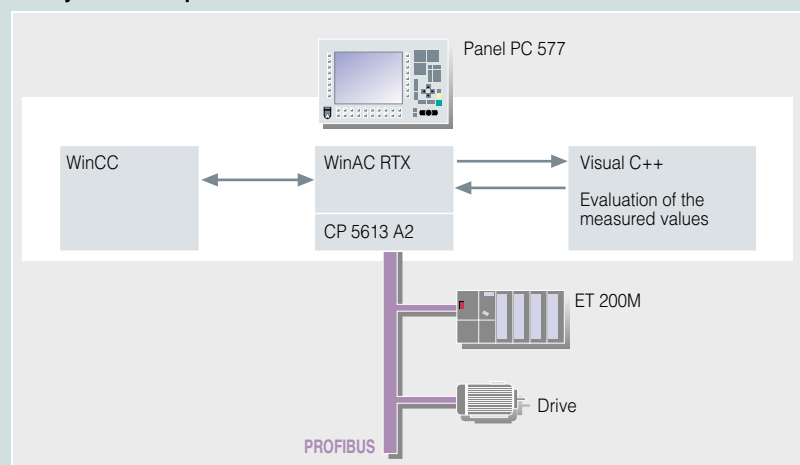 Panel PC 577
WinCC
WinAC RTX
CP 5613 A2
Visual C++
Evaluation of the
measured values
ET 200M
Drive
PROFIBUS